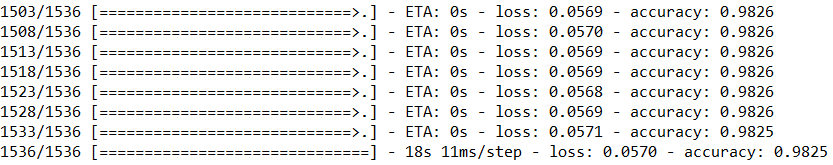 1503/1536 [==============================>.] - ETA: 0s - loss: 0.0569 - accuracy: 0.9826
1508/1536 [==============================>.] - ETA: 0s - loss: 0.0570 - accuracy: 0.9826
1513/1536 [==============================>.] - ETA: 0s - loss: 0.0569 - accuracy: 0.9826
1518/1536 [==============================>.] - ETA: 0s - loss: 0.0569 - accuracy: 0.9826
1523/1536 [==============================>.] - ETA: 0s - loss: 0.0568 - accuracy: 0.9826
1528/1536 [==============================>.] - ETA: 0s - loss: 0.0569 - accuracy: 0.9826
1533/1536 [==============================>.] - ETA: 0s - loss: 0.0571 - accuracy: 0.9825
1536/1536 [================================] - 18s 11ms/step - loss: 0.0570 - accuracy: 0.9825